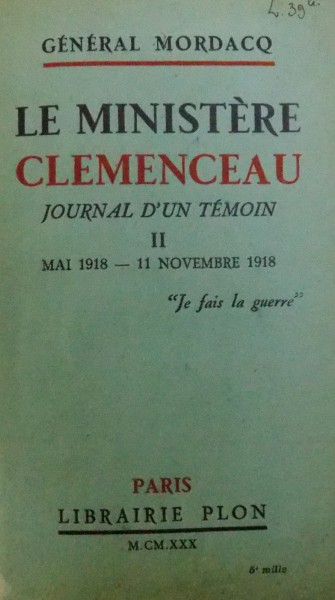 L. 39
GÉNÉRAL MORDACQ
LE MINISTÈRE
CLEMENCEAU
JOURNAL D'UN TÉMOIN
II
MAI 1918 — 11 NOVEMBRE 1918
"Je fais la guerre"
PARIS
LIBRAIRIE PLON
M.CM.XXX
6e mille